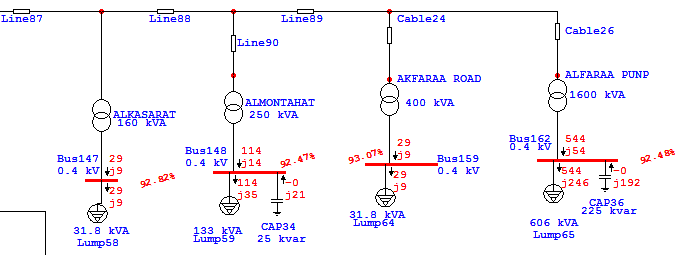 Line87
Line88
Line89
Cable24
Line90
Cable26
ALKASARAT
160 kVA
ALMONTAHAT
250 kVA
AKFARAA ROAD
400 kVA
ALFARAA PUNP
1600 kVA
Bus147
0.4 kV
29
j9
92.82%
29
j9
31.8 kVA
Lump58
Bus148
0.4 kV
114
j14
92.47%
114
j35
-0
j21
133 kVA
Lump59
CAP34
25 kvar
93.07%
29
j9
Bus159
0.4 kV
29
j9
31.8 kVA
Lump64
Bus162
0.4 kV
544
j54
92.48%
544
j246
-0
j192
606 kVA
Lump65
CAP36
225 kvar